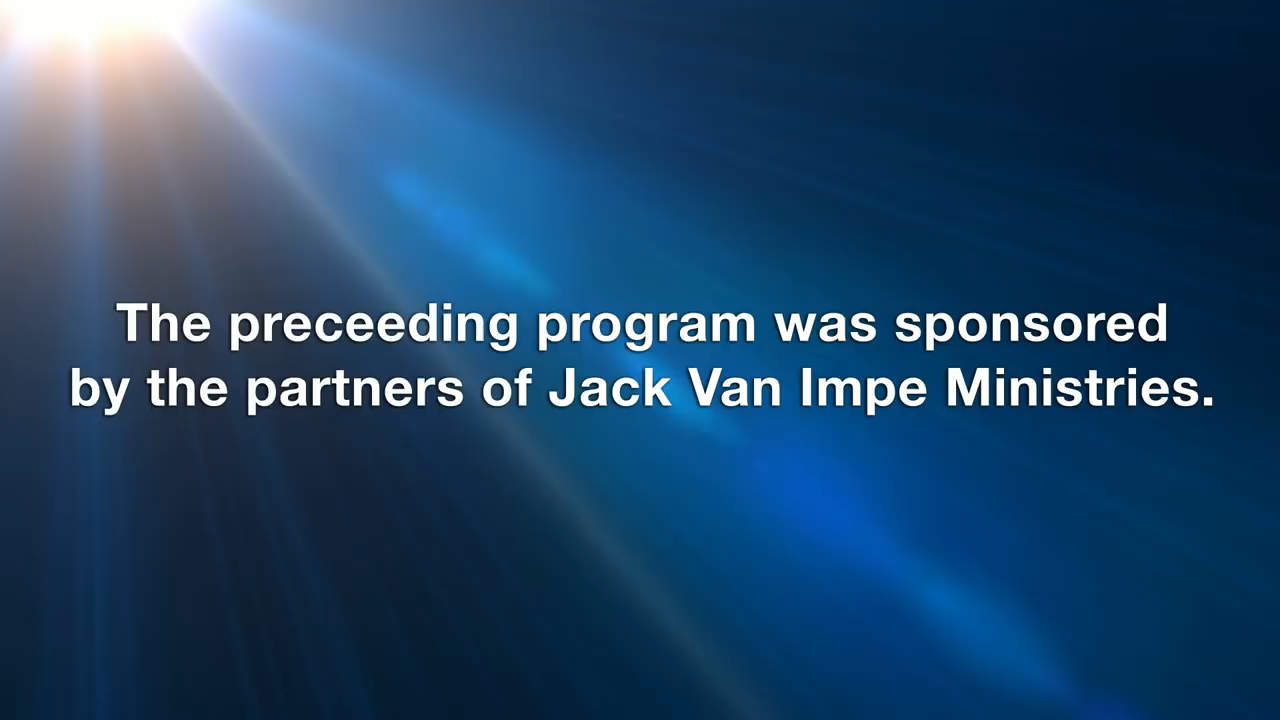 The preceeding program was sponsored
by the partners of Jack Van Impe Ministries.